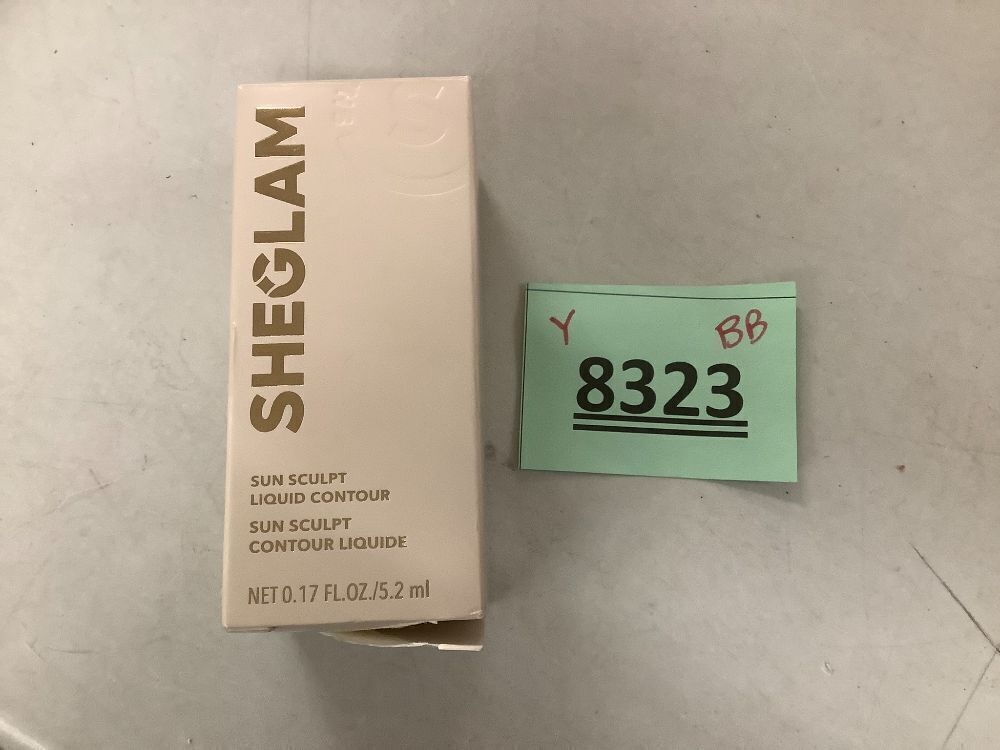 SHEGLAM
SUN SCULPT
LIQUID CONTOUR
SUN SCULPT
CONTOUR LIQUIDE
NET 0.17 FL.OZ./5.2 ml
Y BB
8323